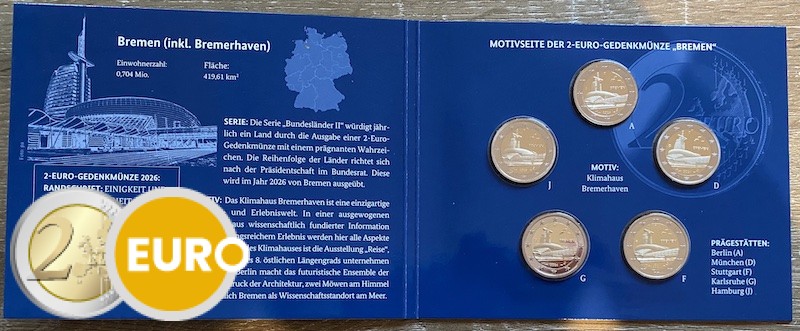 Bremen (inkl. Bremerhaven)
Einwohnerzahl:
0,704 Mio.
Fläche:
419,61 km²
SERIE: Die Serie „Bundesländer II" würdigt jähr-
lich ein Land durch die Ausgabe einer 2-Euro-
Gedenkmünze mit einem prägnanten Wahrzei-
chen. Die Reihenfolge der Länder richtet sich
nach der Präsidentschaft im Bundesrat. Diese
wird im Jahr 2026 von Bremen ausgeübt.
2-EURO-GEDENKMÜNZE 2026:
RANDSCHRIFT: EINIGKEIT
Das Klimahaus Bremerhaven ist eine einzigartige
und Erlebniswelt. In einer ausgewogenen
wissenschaftlich fundierter Information
ungsreichem Erlebnis werden hier alle Aspekte
Klimahauses ist die Ausstellung „Reise",
8. östlichen Längengrads unternehmen
Berlin macht das futuristische Ensemble der
druck der Architektur, zwei Möwen am Himmel
Bremen als Wissenschaftsstandort am Meer.
2
EURO
MOTIVSEITE DER 2-EURO-GEDENKMÜNZE „BREMEN"
2 EURO
A
J
D
G
F
MOTIV:
Klimahaus
Bremerhaven
PRÄGESTÄTTEN:
Berlin (A)
München (D)
Stuttgart (F)
Karlsruhe (G)
Hamburg (J)